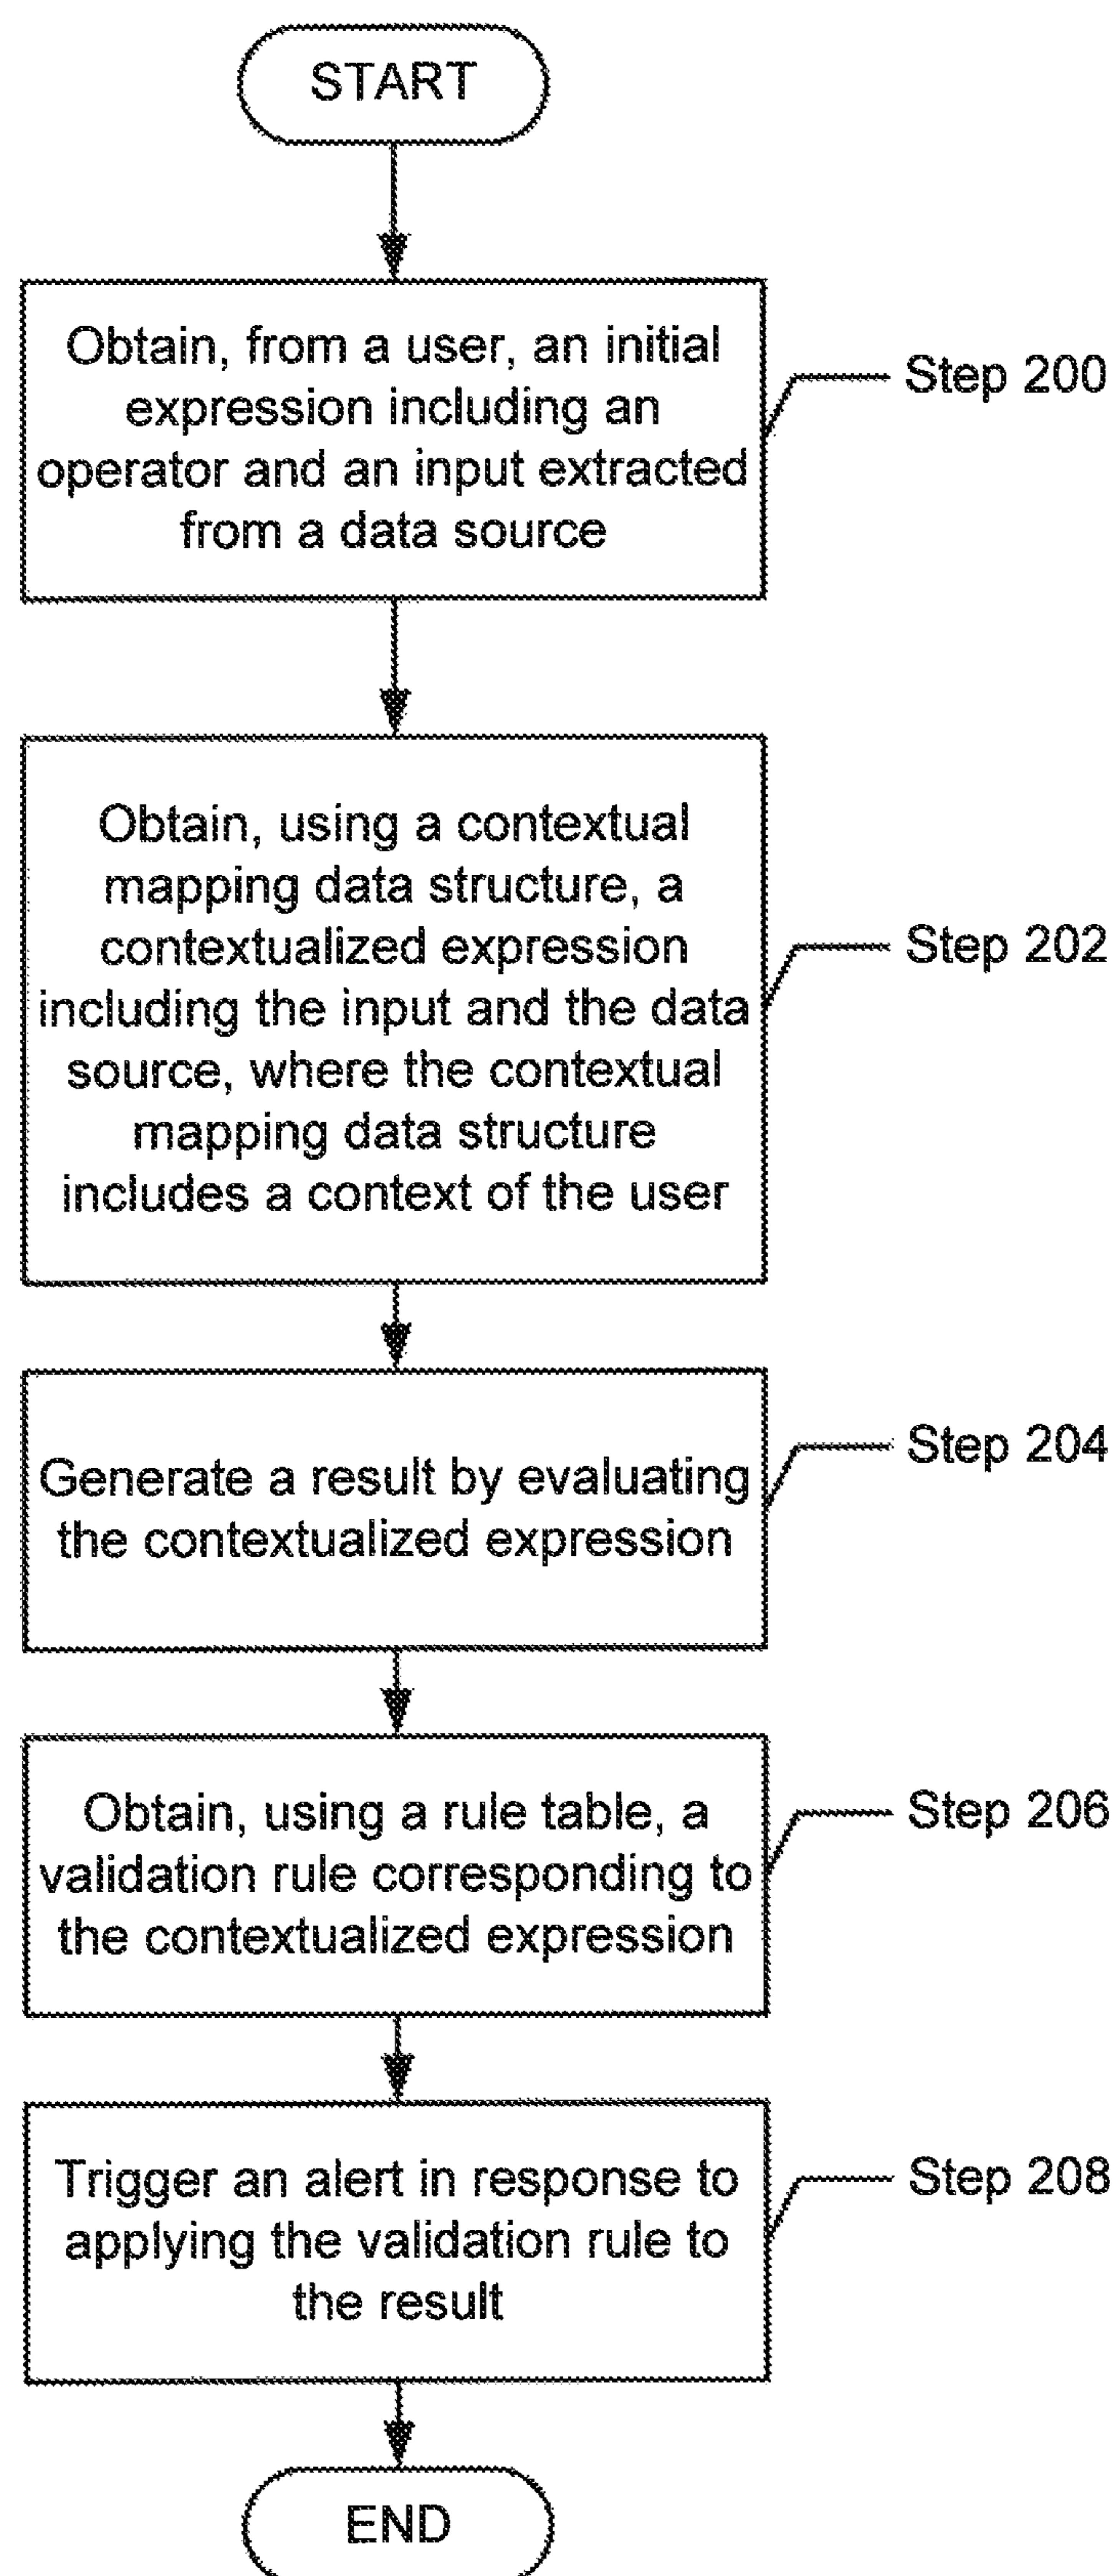 START
Obtain, from a user, an initial
expression including an
operator and an input extracted
from a data source
Step 200
Obtain, using a contextual
mapping data structure, a
contextualized expression
including the input and the data
source, where the contextual
mapping data structure
includes a context of the user
Step 202
Generate a result by evaluating
the contextualized expression
Step 204
Obtain, using a rule table, a
validation rule corresponding to
the contextualized expression
Step 206
Trigger an alert in response to
applying the validation rule to
the result
Step 208
END